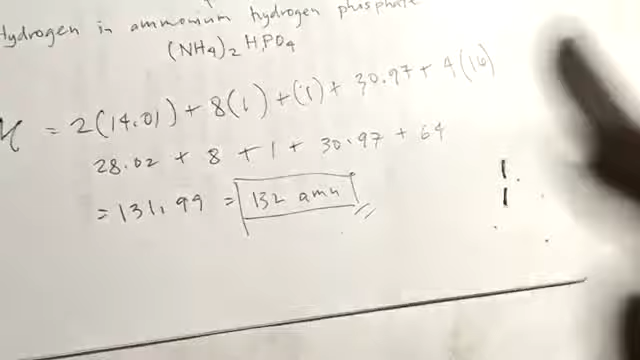 Hydrogen in ammonium hydrogen phosphate
(NH4)2 HPO4
= 2(14.01) + 8(1) + (1) + 30.97 + 4(16)
28.02 + 8 + 1 + 30.97 + 64
= 131.99 = 132 amu